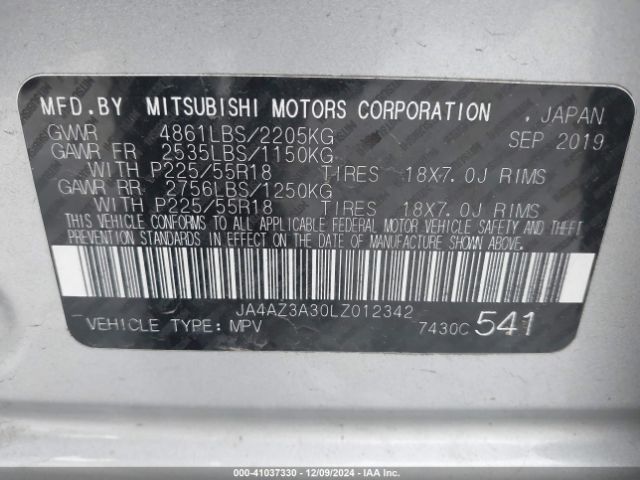 MFD.BY MITSUBISHI MOTORS CORPORATION . JAPAN
GVWR 4861LBS/2205KG SEP 2019
GAWR FR 2535LBS/1150KG
WITH P225/55R18 TIRES 18X7.0J RIMS
GAWR RR. 2756LBS/1250KG
WITH P225/55R18 TIRES 18X7.0J RIMS
THIS VEHICLE CONFORMS TO ALL APPLICABLE FEDERAL MOTOR VEHICLE SAFETY AND THEFT
PREVENTION STANDARDS IN EFFECT ON THE DATE OF MANUFACTURE SHOWN ABOVE.
JA4AZ3A30LZ012342
VEHICLE TYPE: MPV 7430C 541
000-41037330 - 12/09/2024 - IAA Inc.